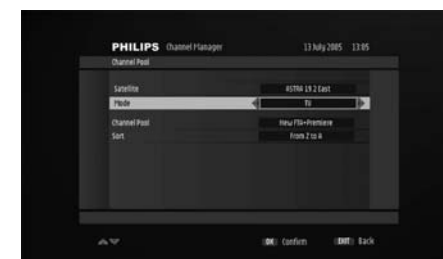 PHILIPS Channel Manager 13 July 2005 13:05
Channel Pool
Satellite ASTRA 19.2 East
Mode TV
Channel Pool New FTA+Premiere
Sort From Z to A
OK Confirm EXIT Back